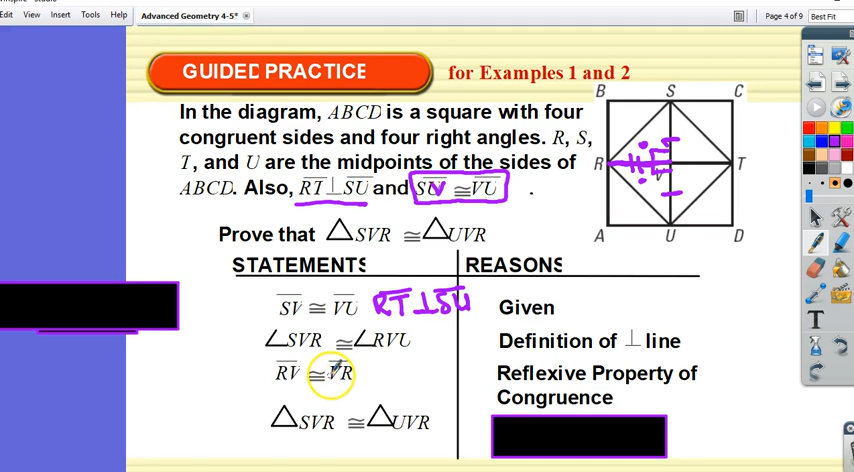 Edit View Insert Tools Help
Advanced Geometry 4-5*
Page 4 of 9
Best Fit
GUIDED PRACTICE
for Examples 1 and 2
In the diagram, ABCD is a square with four
congruent sides and four right angles. R, S,
T, and U are the midpoints of the sides of
ABCD. Also, RT ⊥ SU and SV ≅ VU .
Prove that △SVR ≅ △UVR
B S C
R V T
A U D
STATEMENTS REASONS
SV ≅ VU RT ⊥ SU Given
∠SVR ≅ ∠RVU Definition of ⊥ line
RV ≅ VR Reflexive Property of
Congruence
△SVR ≅ △UVR
T